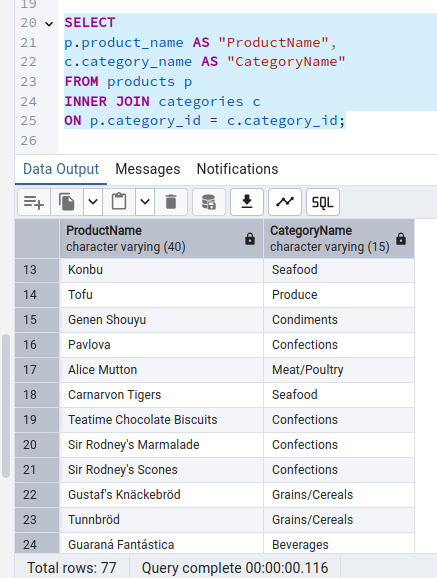 19
20 SELECT
21 p.product_name AS "ProductName",
22 c.category_name AS "CategoryName"
23 FROM products p
24 INNER JOIN categories c
25 ON p.category_id = c.category_id;
26
Data Output Messages Notifications
SQL
ProductName CategoryName
character varying (40) character varying (15)
13 Konbu Seafood
14 Tofu Produce
15 Genen Shouyu Condiments
16 Pavlova Confections
17 Alice Mutton Meat/Poultry
18 Carnarvon Tigers Seafood
19 Teatime Chocolate Biscuits Confections
20 Sir Rodney's Marmalade Confections
21 Sir Rodney's Scones Confections
22 Gustaf's Knäckebröd Grains/Cereals
23 Tunnbröd Grains/Cereals
24 Guaraná Fantástica Beverages
Total rows: 77 Query complete 00:00:00.116